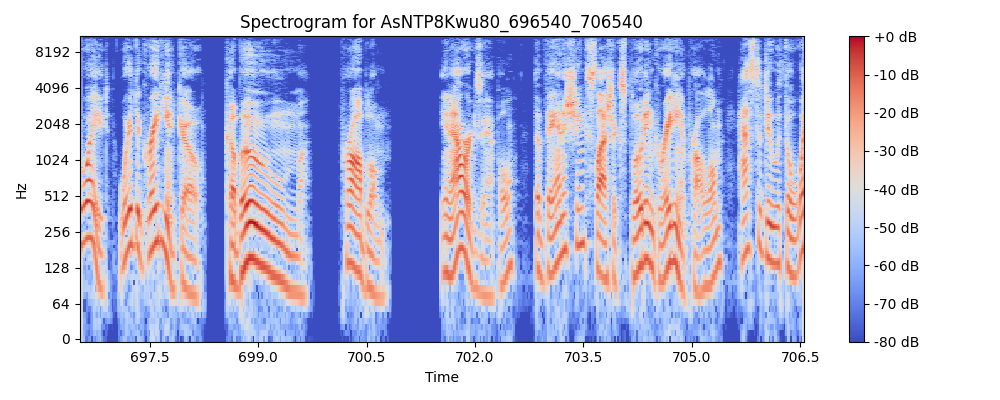 Spectrogram for AsNTP8Kwu80_696540_706540
8192
4096
2048
1024
512
256
128
64
0
Hz
697.5 699.0 700.5 702.0 703.5 705.0 706.5
Time
+0 dB
-10 dB
-20 dB
-30 dB
-40 dB
-50 dB
-60 dB
-70 dB
-80 dB